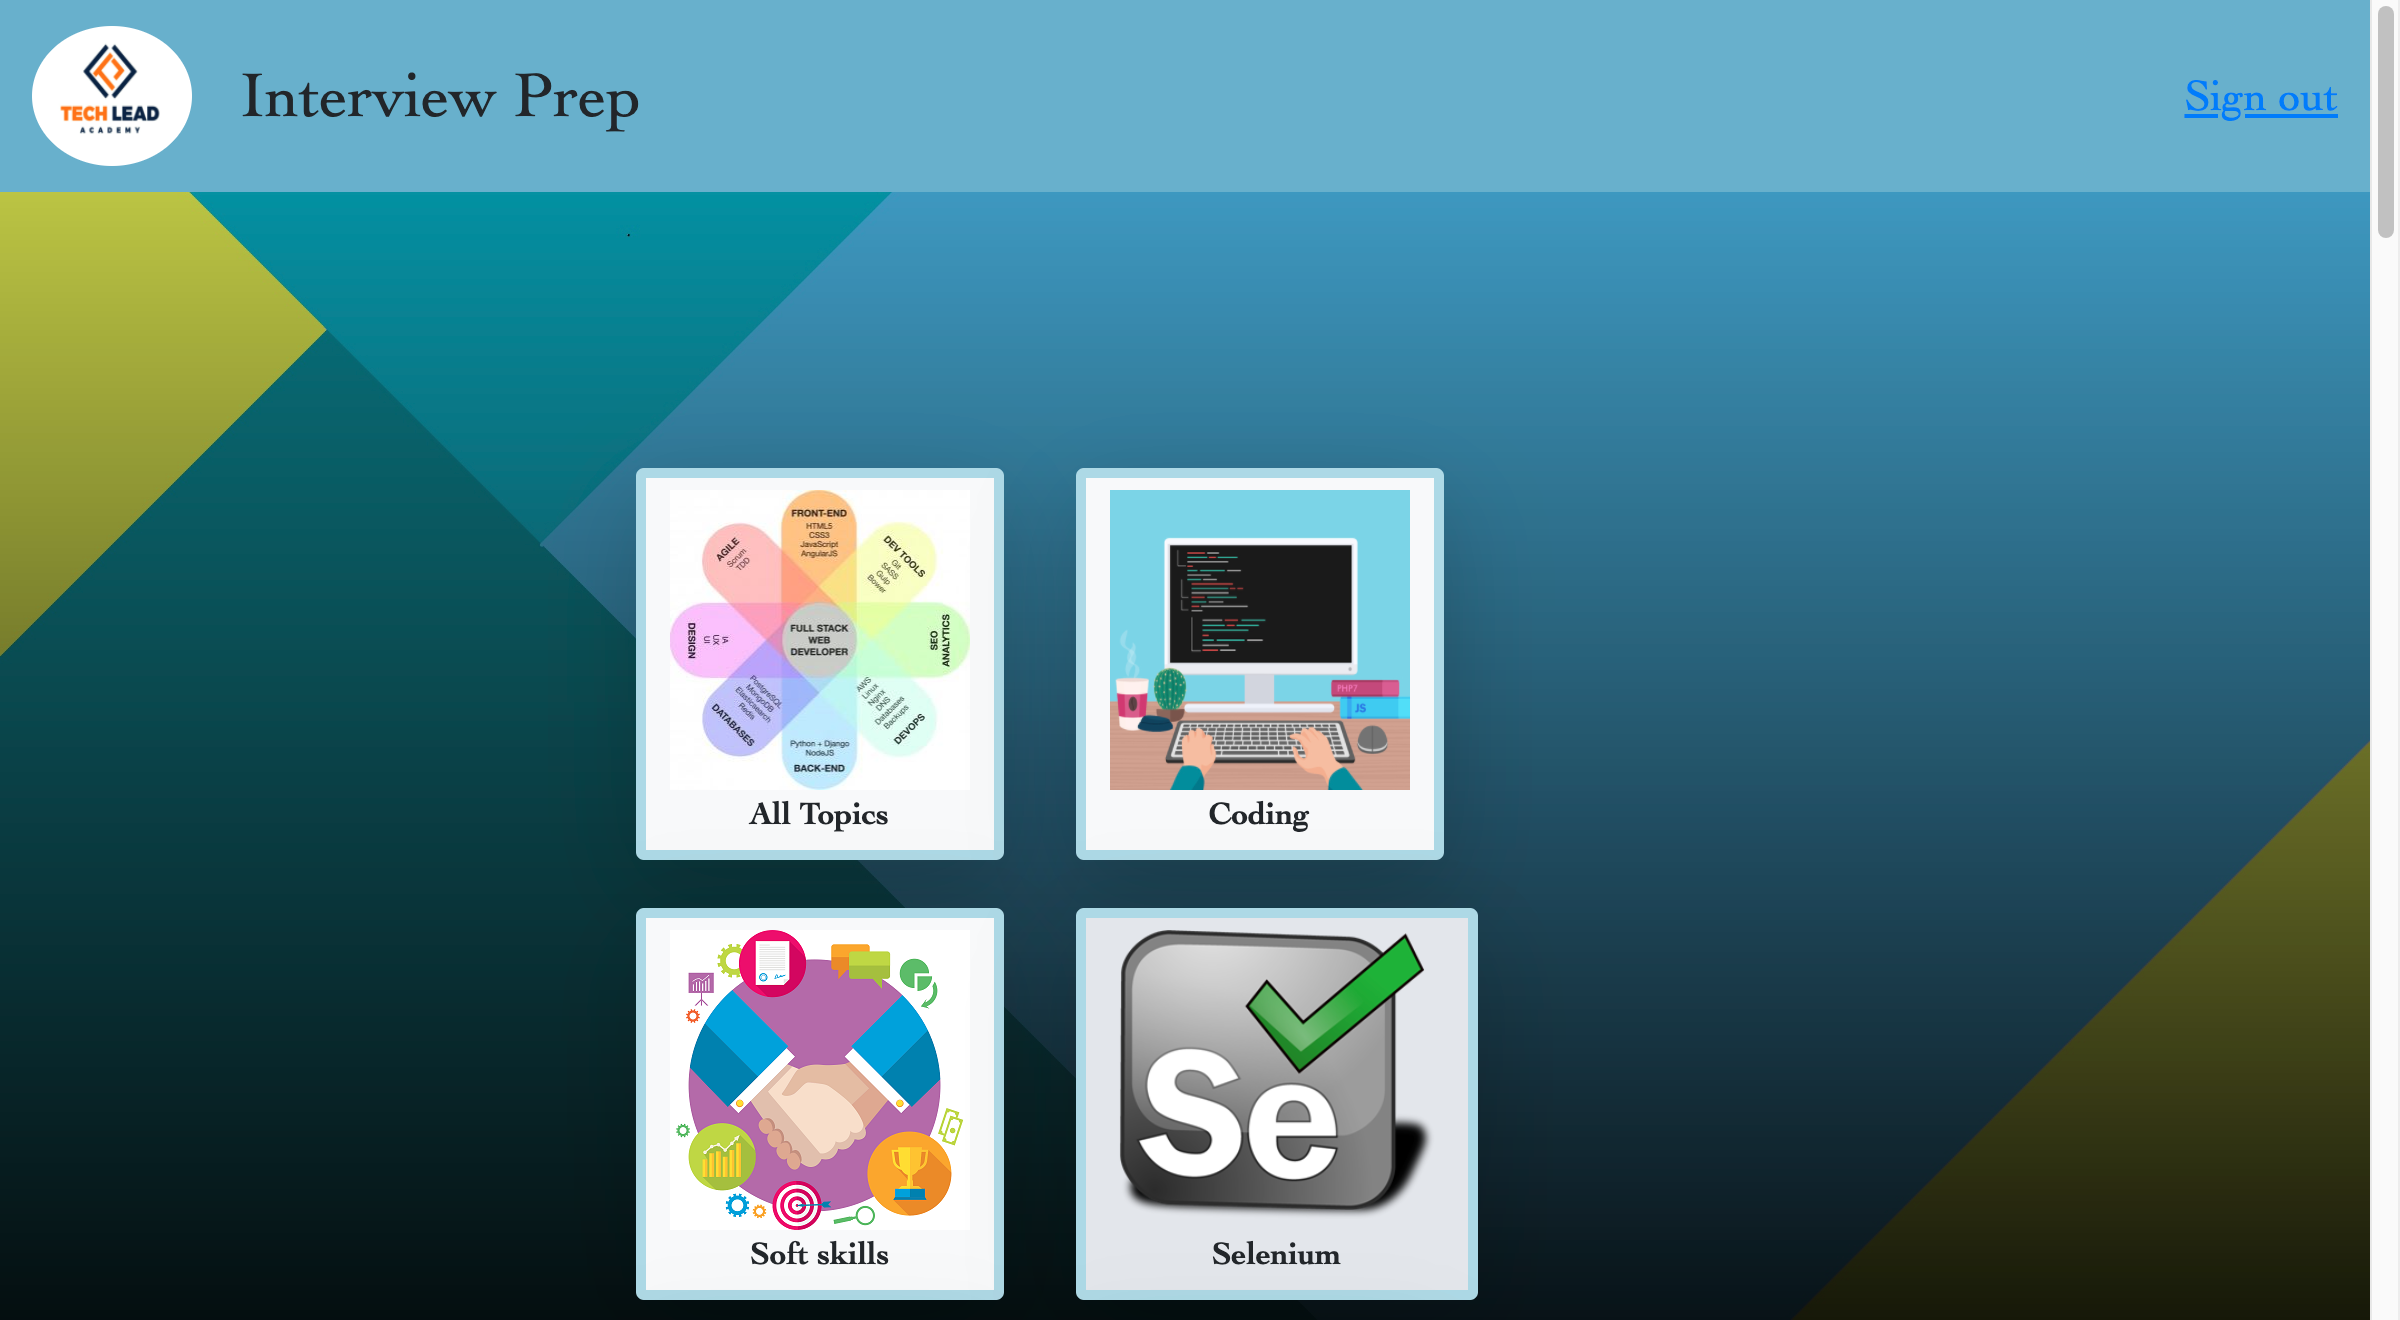 TECH LEAD
ACADEMY
Interview Prep
Sign out
FRONT-END
HTML5
CSS3
JavaScript
AngularJS
DEV TOOLS
Git
SASS
Gulp
Bower
SEO
ANALYTICS
AWS
Linux
Nginx
DNS
Databases
Backups
DEVOPS
Python + Django
NodeJS
BACK-END
PostgreSQL
MongoDB
Elasticsearch
Redis
DATABASES
IA
UX
UI
DESIGN
AGILE
Scrum
TDD
FULL STACK
WEB
DEVELOPER
All Topics
PHP7
JS
Coding
Soft skills
Se
Selenium